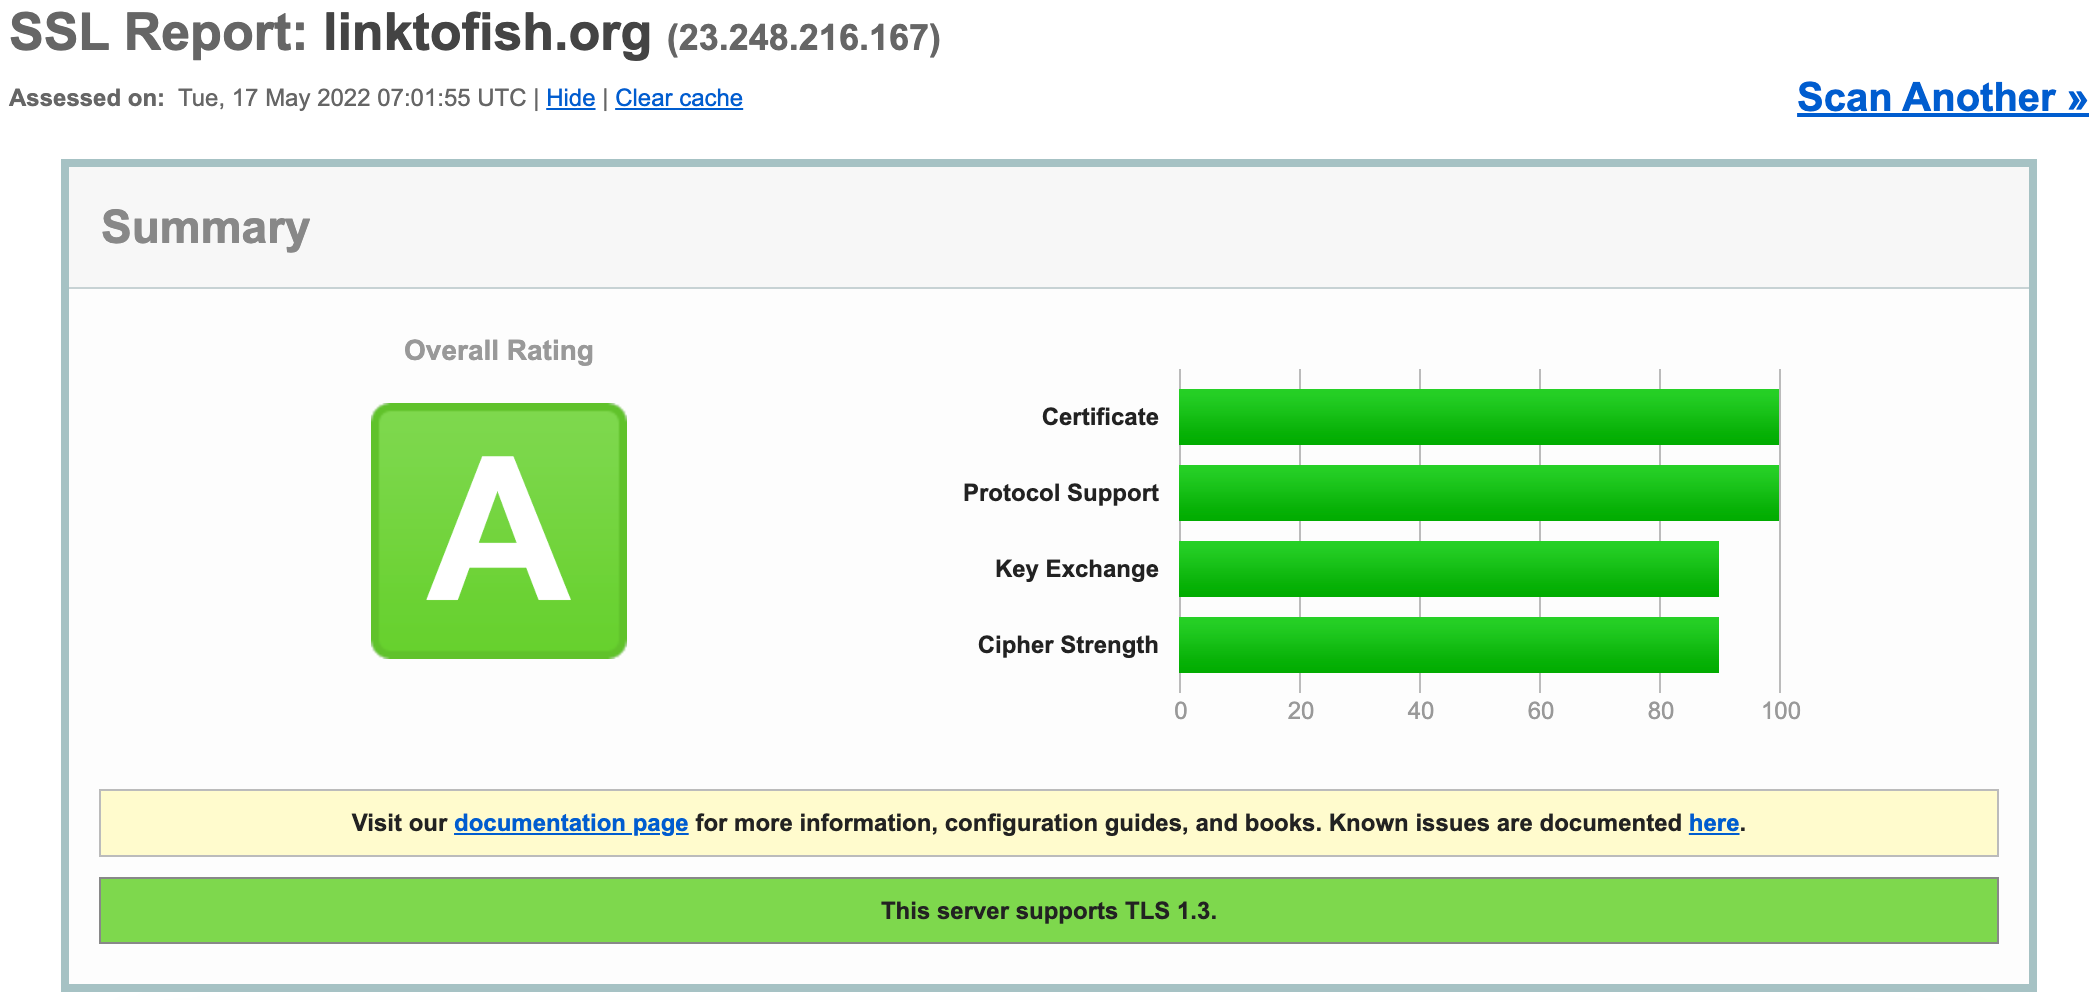 SSL Report: linktofish.org (23.248.216.167)
Assessed on: Tue, 17 May 2022 07:01:55 UTC | Hide | Clear cache
Scan Another »
Summary
Overall Rating
A
Certificate
Protocol Support
Key Exchange
Cipher Strength
0 20 40 60 80 100
Visit our documentation page for more information, configuration guides, and books. Known issues are documented here.
This server supports TLS 1.3.